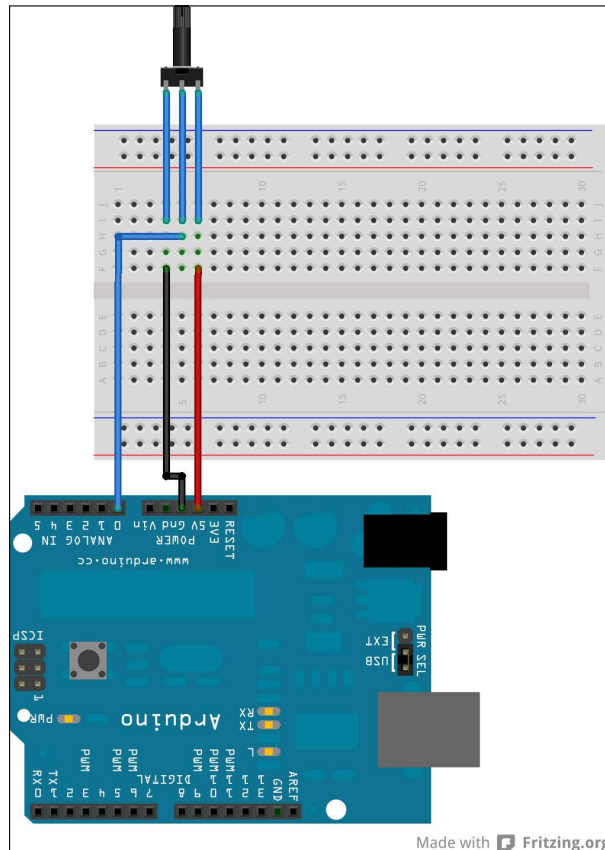 1 5 10 15 20 25 30
J J
I I
H H
G G
F F
E E
D D
C C
B B
A A
1 5 10 15 20 25 30
5 4 3 2 1 0 Vin Gnd 5V 3V3 RESET
ANALOG IN POWER
www.arduino.cc
ICSP
1
EXT
USB
PWR SEL
PWR
Arduino
RX
TX
L
PWM PWM PWM PWM PWM PWM
DIGITAL
RX 0 TX 1 2 3 4 5 6 7 8 9 10 11 12 13 GND AREF
Made with Fritzing.org